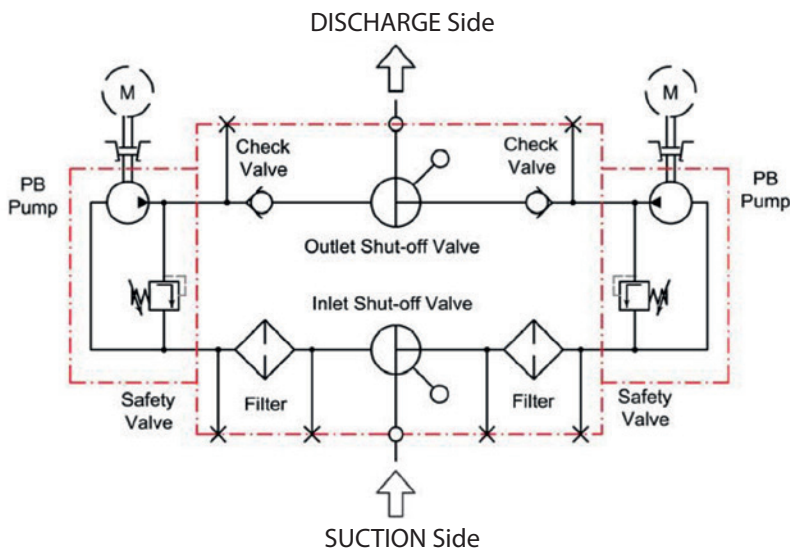 DISCHARGE Side
M
M
Check
Valve
Check
Valve
PB
Pump
PB
Pump
Outlet Shut-off Valve
Inlet Shut-off Valve
Safety
Valve
Filter
Filter
Safety
Valve
SUCTION Side